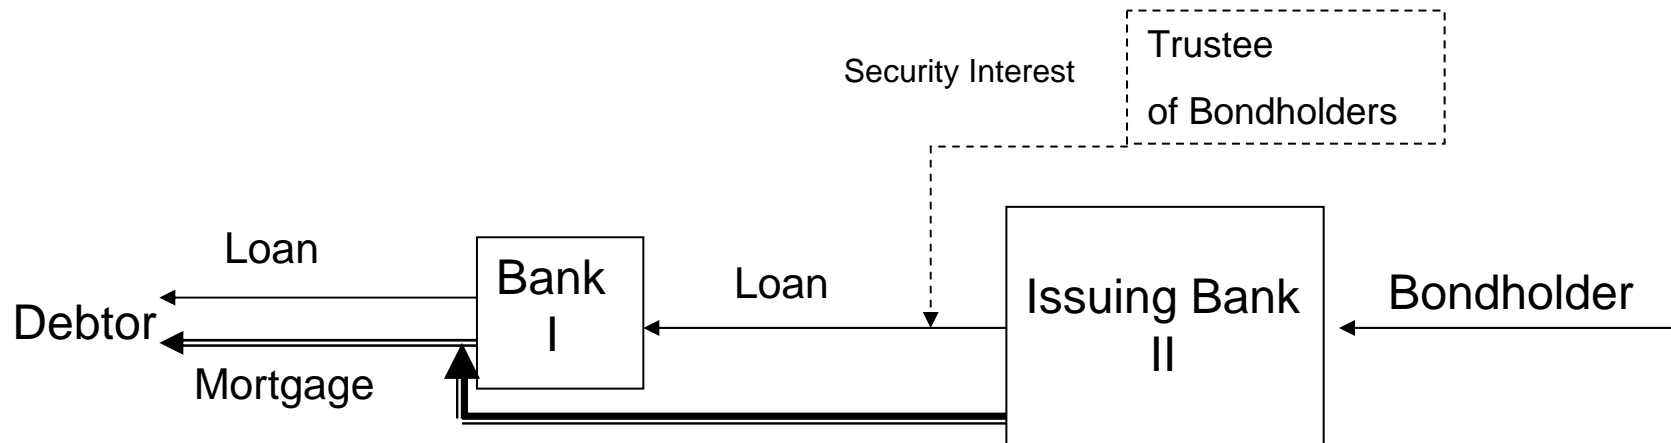 Trustee
of Bondholders
Security Interest
Loan
Bank
I
Loan
Issuing Bank
II
Bondholder
Debtor
Mortgage